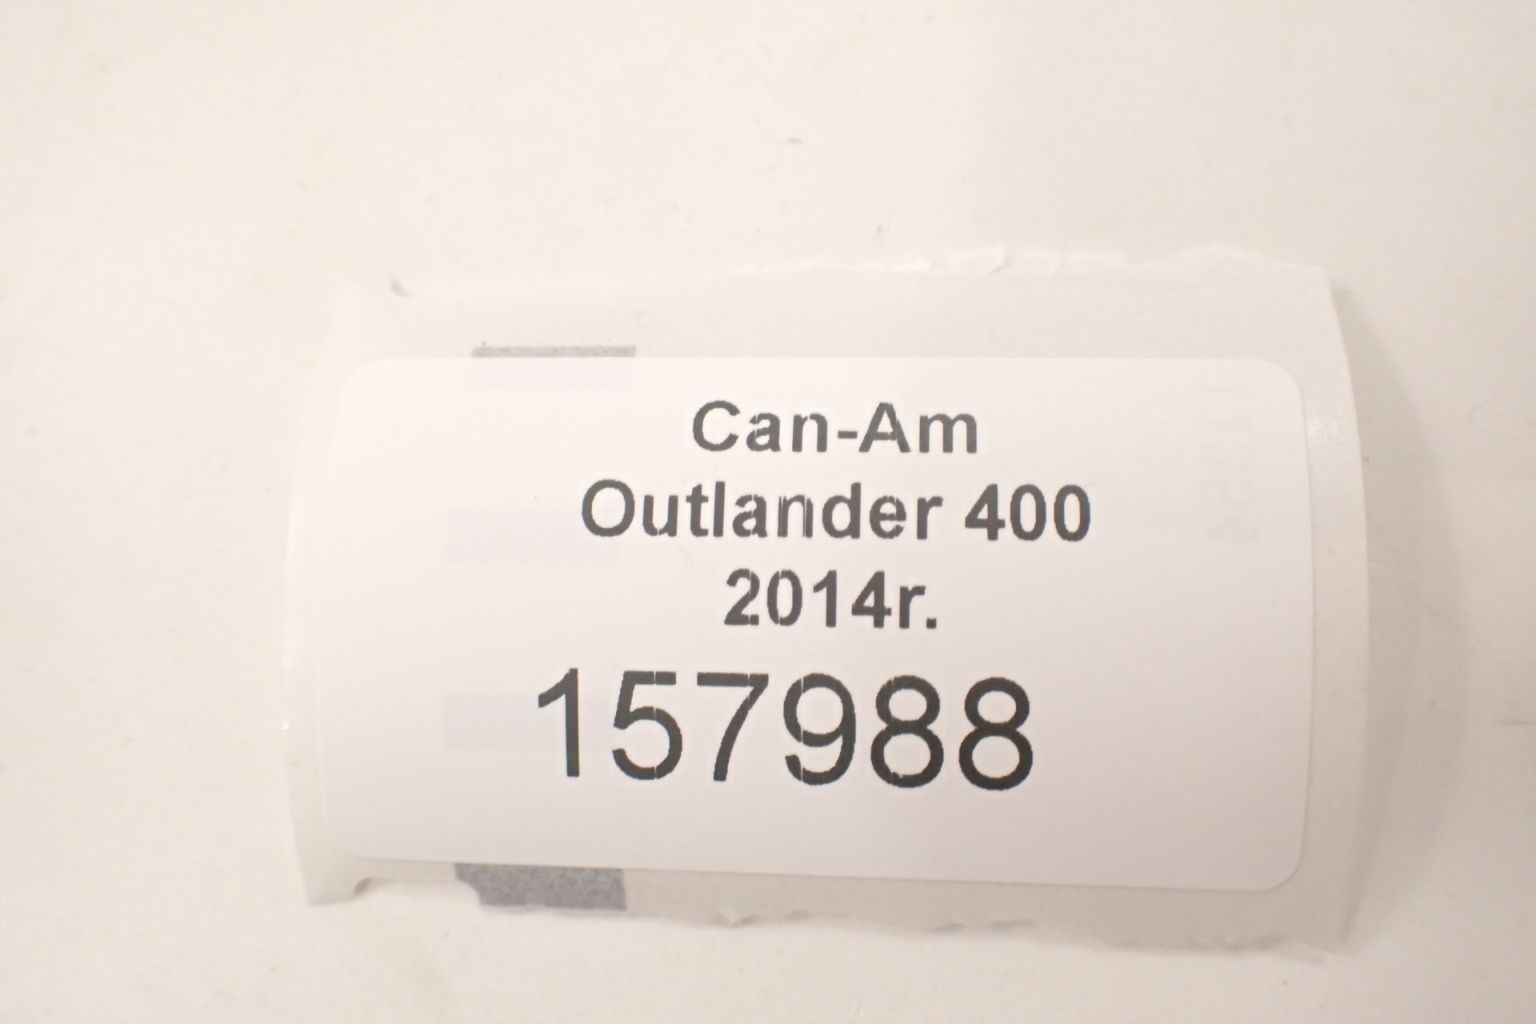 Can-Am
Outlander 400
2014r.
157988